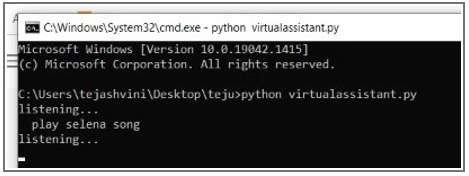 C:\Windows\System32\cmd.exe - python virtualassistant.py
Microsoft Windows [Version 10.0.19042.1415]
(c) Microsoft Corporation. All rights reserved.
C:\Users\tejashvini\Desktop\teju>python virtualassistant.py
listening...
play selena song
listening...